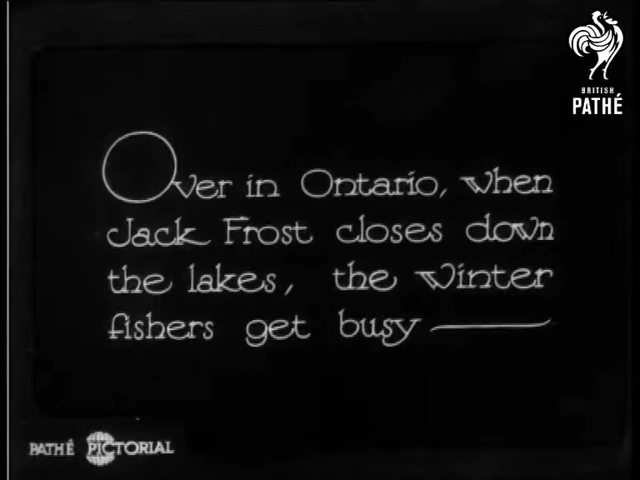 BRITISH
PATHÉ
Over in Ontario, when
Jack Frost closes down
the lakes, the winter
fishers get busy —
PATHÉ PICTORIAL